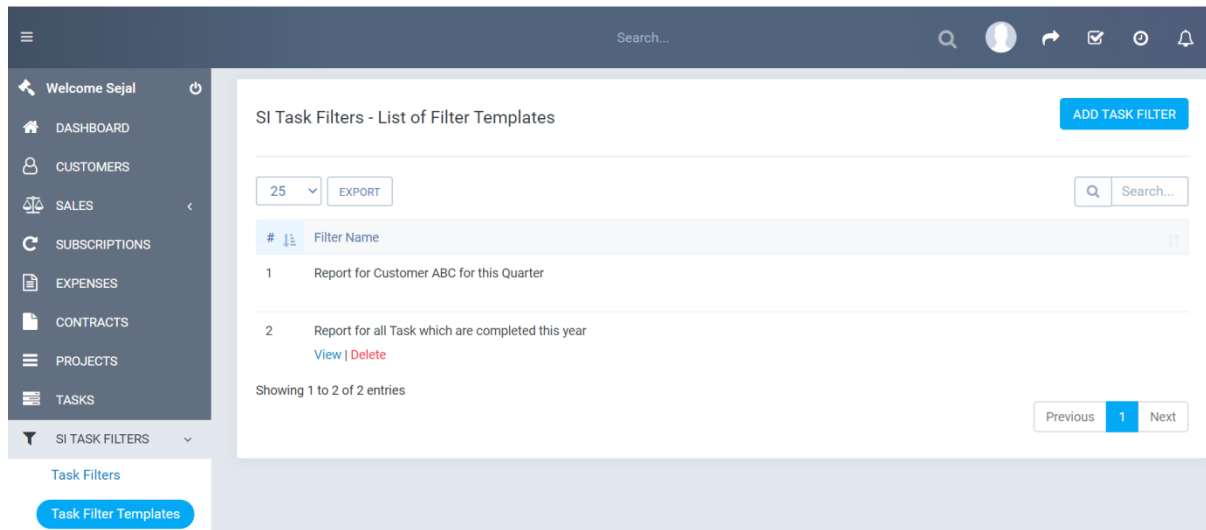 Search...
Welcome Sejal
DASHBOARD
CUSTOMERS
SALES
SUBSCRIPTIONS
EXPENSES
CONTRACTS
PROJECTS
TASKS
SI TASK FILTERS
Task Filters
Task Filter Templates
SI Task Filters - List of Filter Templates
ADD TASK FILTER
25
EXPORT
Search...
# Filter Name
1 Report for Customer ABC for this Quarter
2 Report for all Task which are completed this year
View | Delete
Showing 1 to 2 of 2 entries
Previous 1 Next